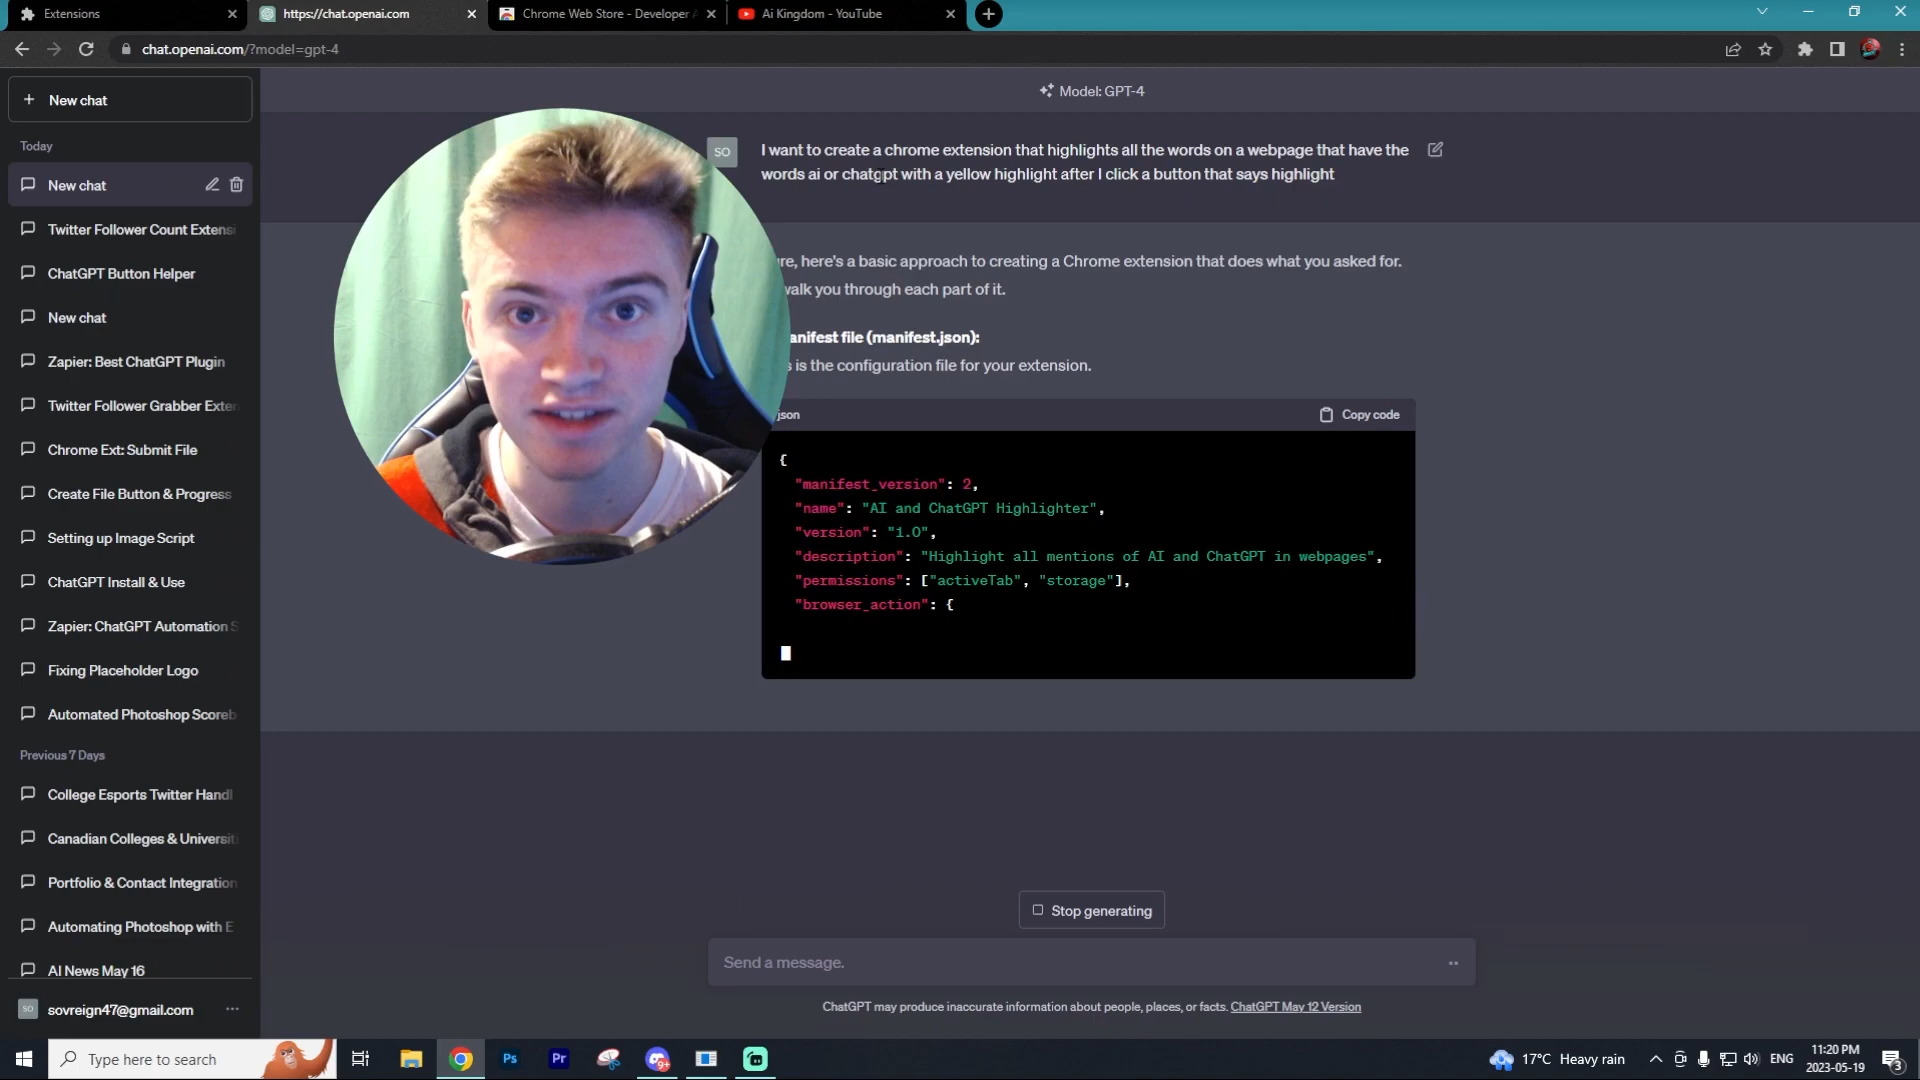 Extensions
https://chat.openai.com
Chrome Web Store - Developer
Ai Kingdom - YouTube
chat.openai.com/?model=gpt-4
New chat
Today
New chat
Twitter Follower Count Extensi
ChatGPT Button Helper
New chat
Zapier: Best ChatGPT Plugin
Twitter Follower Grabber Exten
Chrome Ext: Submit File
Create File Button & Progress
Setting up Image Script
ChatGPT Install & Use
Zapier: ChatGPT Automation S
Fixing Placeholder Logo
Automated Photoshop Scoreb
Previous 7 Days
College Esports Twitter Handl
Canadian Colleges & Universiti
Portfolio & Contact Integration
Automating Photoshop with E
AI News May 16
SO
sovreign47@gmail.com
Model: GPT-4
SO
I want to create a chrome extension that highlights all the words on a webpage that have the
words ai or chatgpt with a yellow highlight after I click a button that says highlight
ure, here's a basic approach to creating a Chrome extension that does what you asked for.
walk you through each part of it.
anifest file (manifest.json):
s is the configuration file for your extension.
json
Copy code
{
"manifest_version": 2,
"name": "AI and ChatGPT Highlighter",
"version": "1.0",
"description": "Highlight all mentions of AI and ChatGPT in webpages",
"permissions": ["activeTab", "storage"],
"browser_action": {
Stop generating
Send a message.
ChatGPT may produce inaccurate information about people, places, or facts. ChatGPT May 12 Version
Type here to search
Ps
Pr
9+
17°C Heavy rain
ENG
11:20 PM
2023-05-19
3